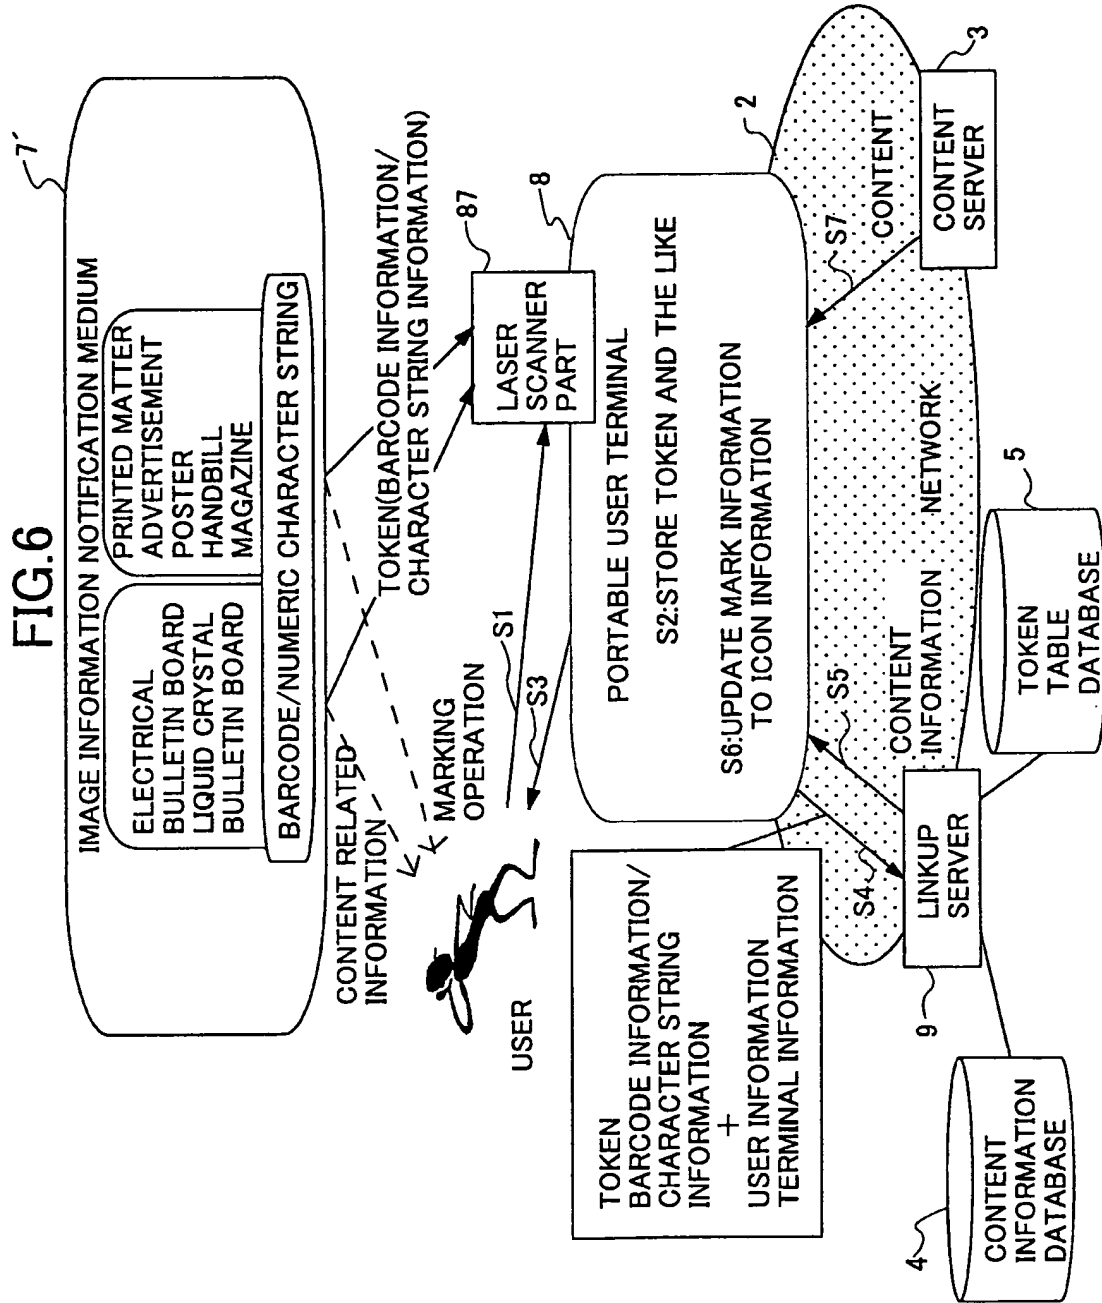 FIG.6
7´
IMAGE INFORMATION NOTIFICATION MEDIUM
ELECTRICAL
BULLETIN BOARD
LIQUID CRYSTAL
BULLETIN BOARD
PRINTED MATTER
ADVERTISEMENT
POSTER
HANDBILL
MAGAZINE
BARCODE/NUMERIC CHARACTER STRING
CONTENT RELATED
INFORMATION
TOKEN(BARCODE INFORMATION/
CHARACTER STRING INFORMATION)
MARKING
OPERATION
USER
S1
S3
87
LASER
SCANNER
PART
8
PORTABLE USER TERMINAL
S2:STORE TOKEN AND THE LIKE
S6:UPDATE MARK INFORMATION
TO ICON INFORMATION
TOKEN
BARCODE INFORMATION/
CHARACTER STRING
INFORMATION
+
USER INFORMATION
TERMINAL INFORMATION
2
S4
S5
CONTENT
INFORMATION
NETWORK
S7
CONTENT
3
CONTENT
SERVER
9
LINKUP
SERVER
4
CONTENT
INFORMATION
DATABASE
5
TOKEN
TABLE
DATABASE